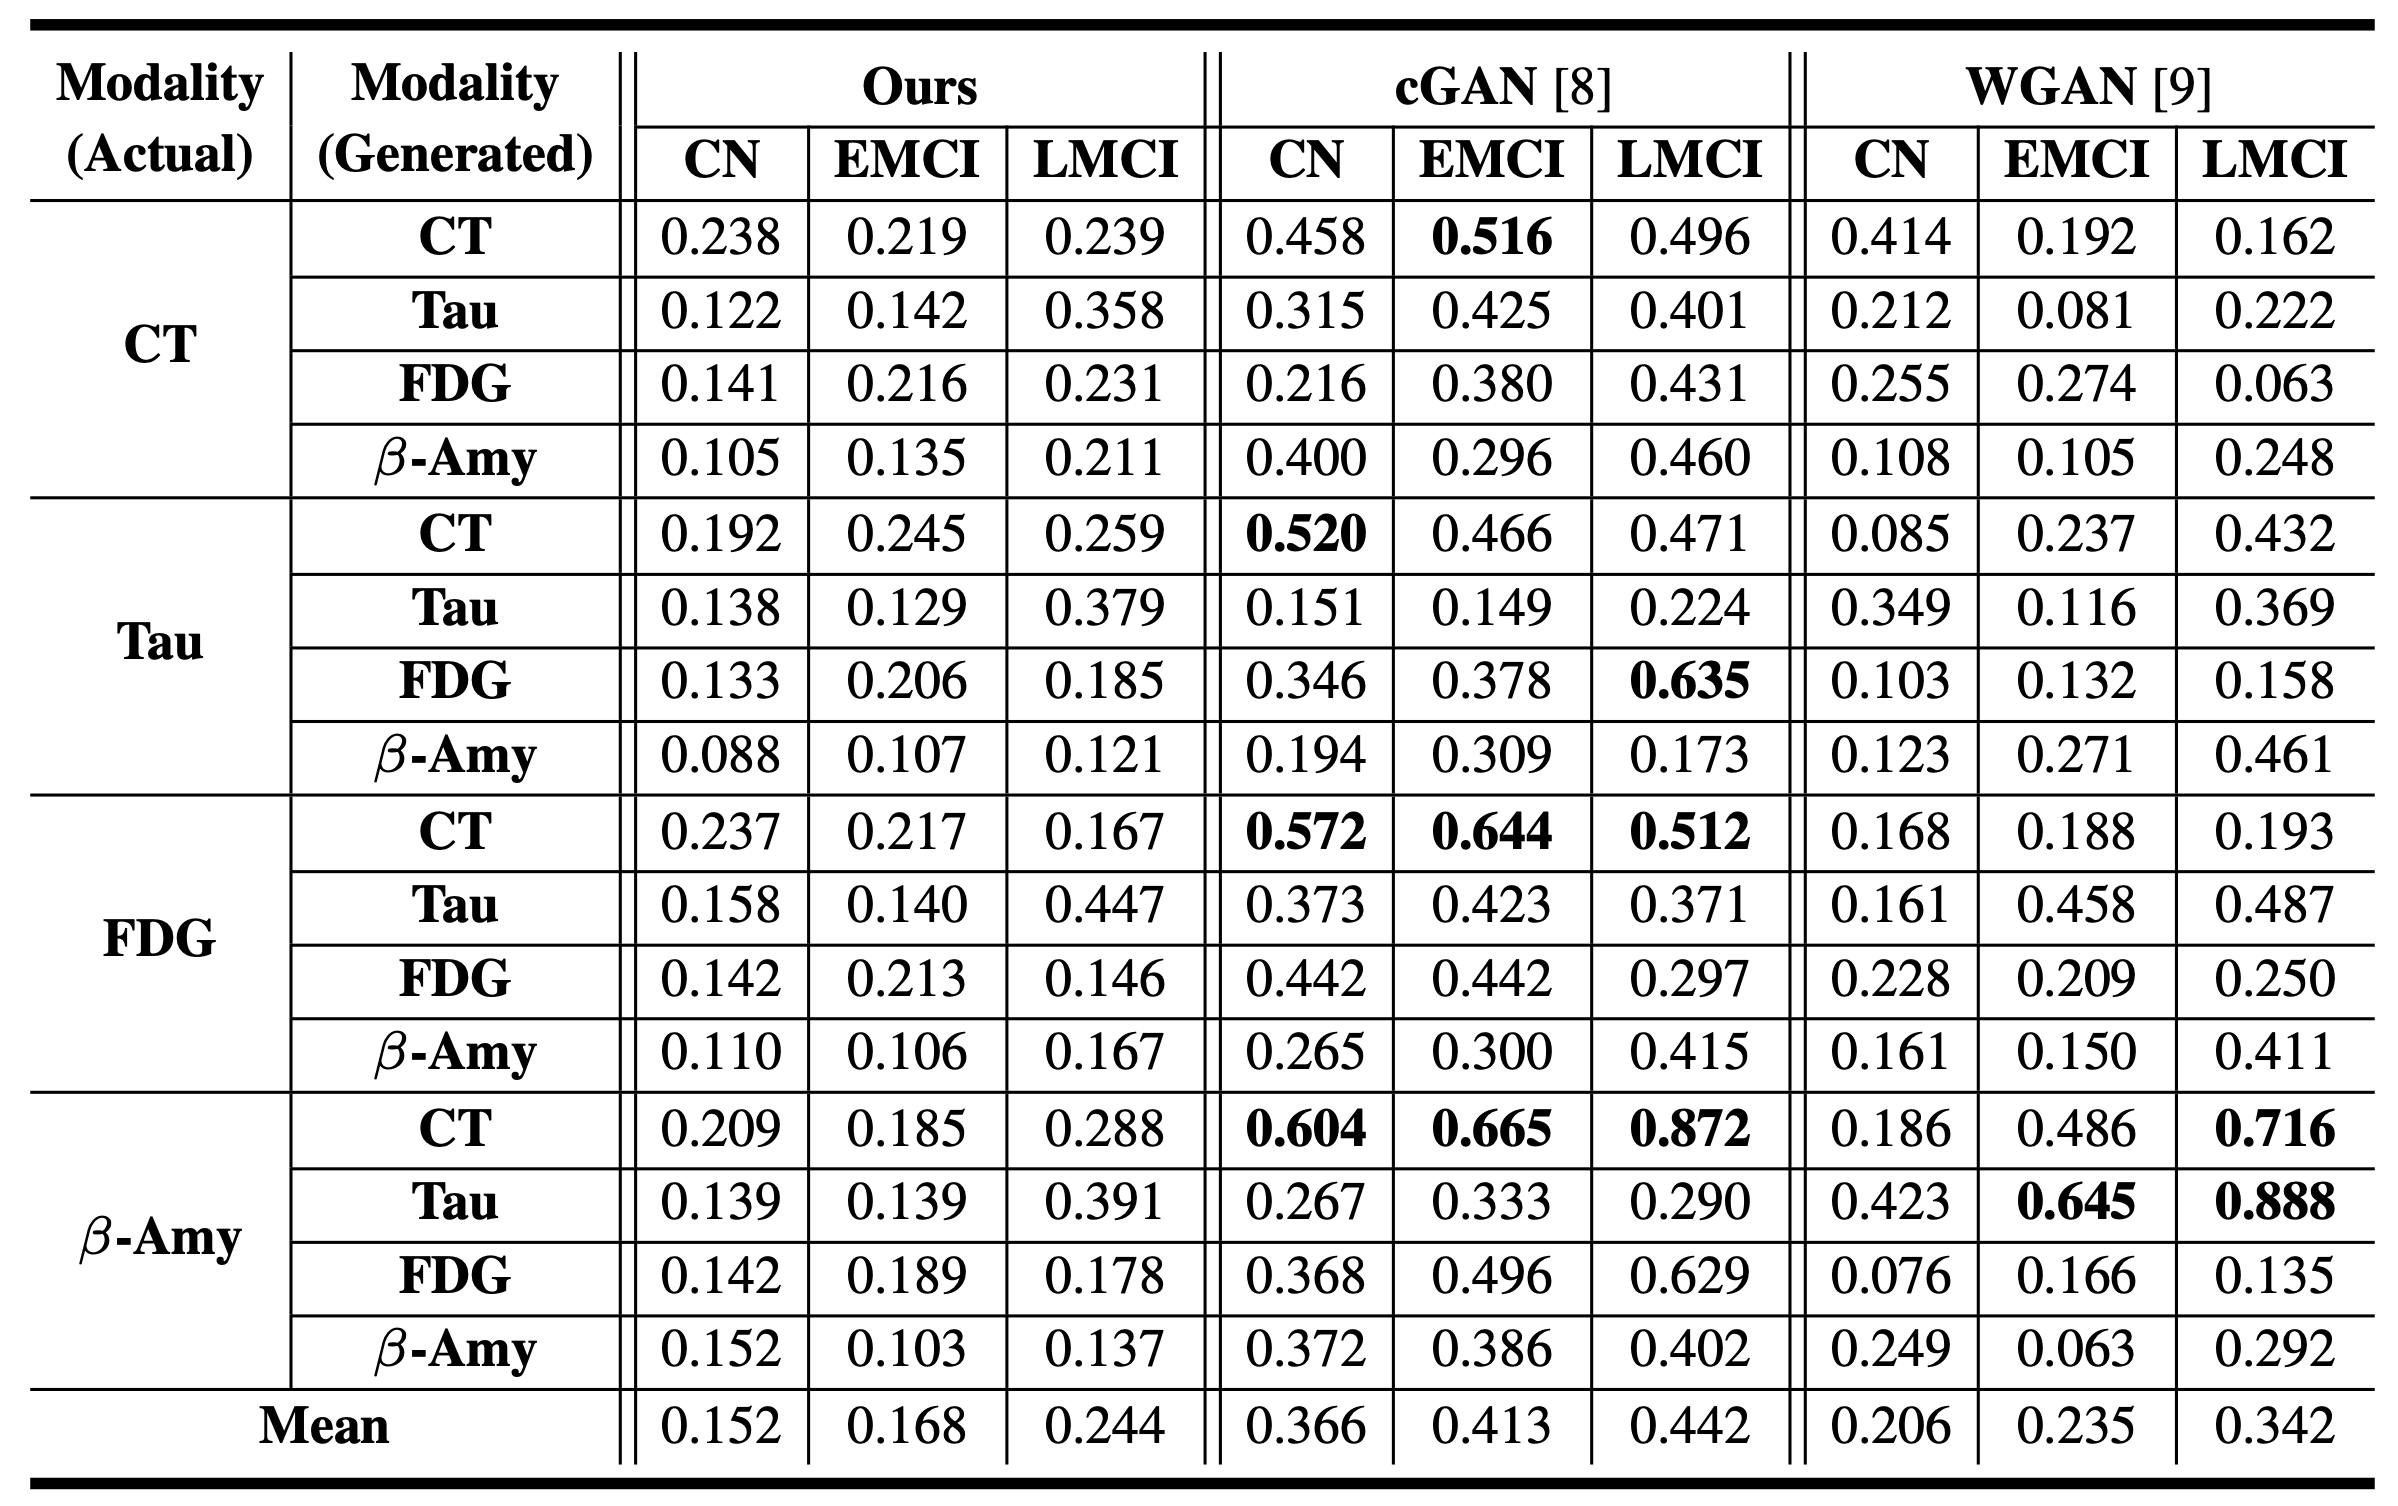 Modality Modality Ours cGAN [8] WGAN [9]
(Actual) (Generated) CN EMCI LMCI CN EMCI LMCI CN EMCI LMCI
CT CT 0.238 0.219 0.239 0.458 0.516 0.496 0.414 0.192 0.162
Tau 0.122 0.142 0.358 0.315 0.425 0.401 0.212 0.081 0.222
FDG 0.141 0.216 0.231 0.216 0.380 0.431 0.255 0.274 0.063
β-Amy 0.105 0.135 0.211 0.400 0.296 0.460 0.108 0.105 0.248
Tau CT 0.192 0.245 0.259 0.520 0.466 0.471 0.085 0.237 0.432
Tau 0.138 0.129 0.379 0.151 0.149 0.224 0.349 0.116 0.369
FDG 0.133 0.206 0.185 0.346 0.378 0.635 0.103 0.132 0.158
β-Amy 0.088 0.107 0.121 0.194 0.309 0.173 0.123 0.271 0.461
FDG CT 0.237 0.217 0.167 0.572 0.644 0.512 0.168 0.188 0.193
Tau 0.158 0.140 0.447 0.373 0.423 0.371 0.161 0.458 0.487
FDG 0.142 0.213 0.146 0.442 0.442 0.297 0.228 0.209 0.250
β-Amy 0.110 0.106 0.167 0.265 0.300 0.415 0.161 0.150 0.411
β-Amy CT 0.209 0.185 0.288 0.604 0.665 0.872 0.186 0.486 0.716
Tau 0.139 0.139 0.391 0.267 0.333 0.290 0.423 0.645 0.888
FDG 0.142 0.189 0.178 0.368 0.496 0.629 0.076 0.166 0.135
β-Amy 0.152 0.103 0.137 0.372 0.386 0.402 0.249 0.063 0.292
Mean 0.152 0.168 0.244 0.366 0.413 0.442 0.206 0.235 0.342